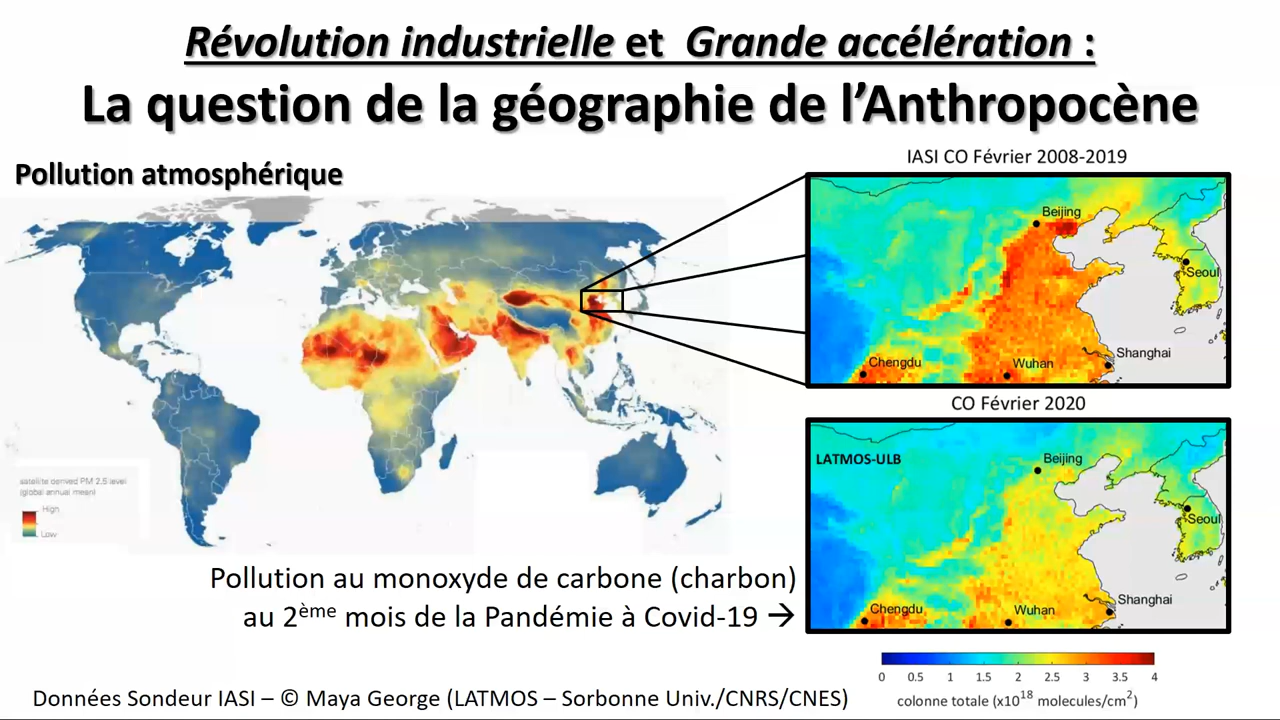 Révolution industrielle et Grande accélération :
La question de la géographie de l’Anthropocène
Pollution atmosphérique
IASI CO Février 2008-2019
Beijing
Seoul
Chengdu
Wuhan
Shanghai
CO Février 2020
LATMOS-ULB
Beijing
Seoul
Chengdu
Wuhan
Shanghai
satellite derived PM 2.5 level
(global annual mean)
High
Low
Pollution au monoxyde de carbone (charbon)
au 2ème mois de la Pandémie à Covid-19 →
0 0.5 1 1.5 2 2.5 3 3.5 4
colonne totale (x10^18 molecules/cm^2)
Données Sondeur IASI – © Maya George (LATMOS – Sorbonne Univ./CNRS/CNES)